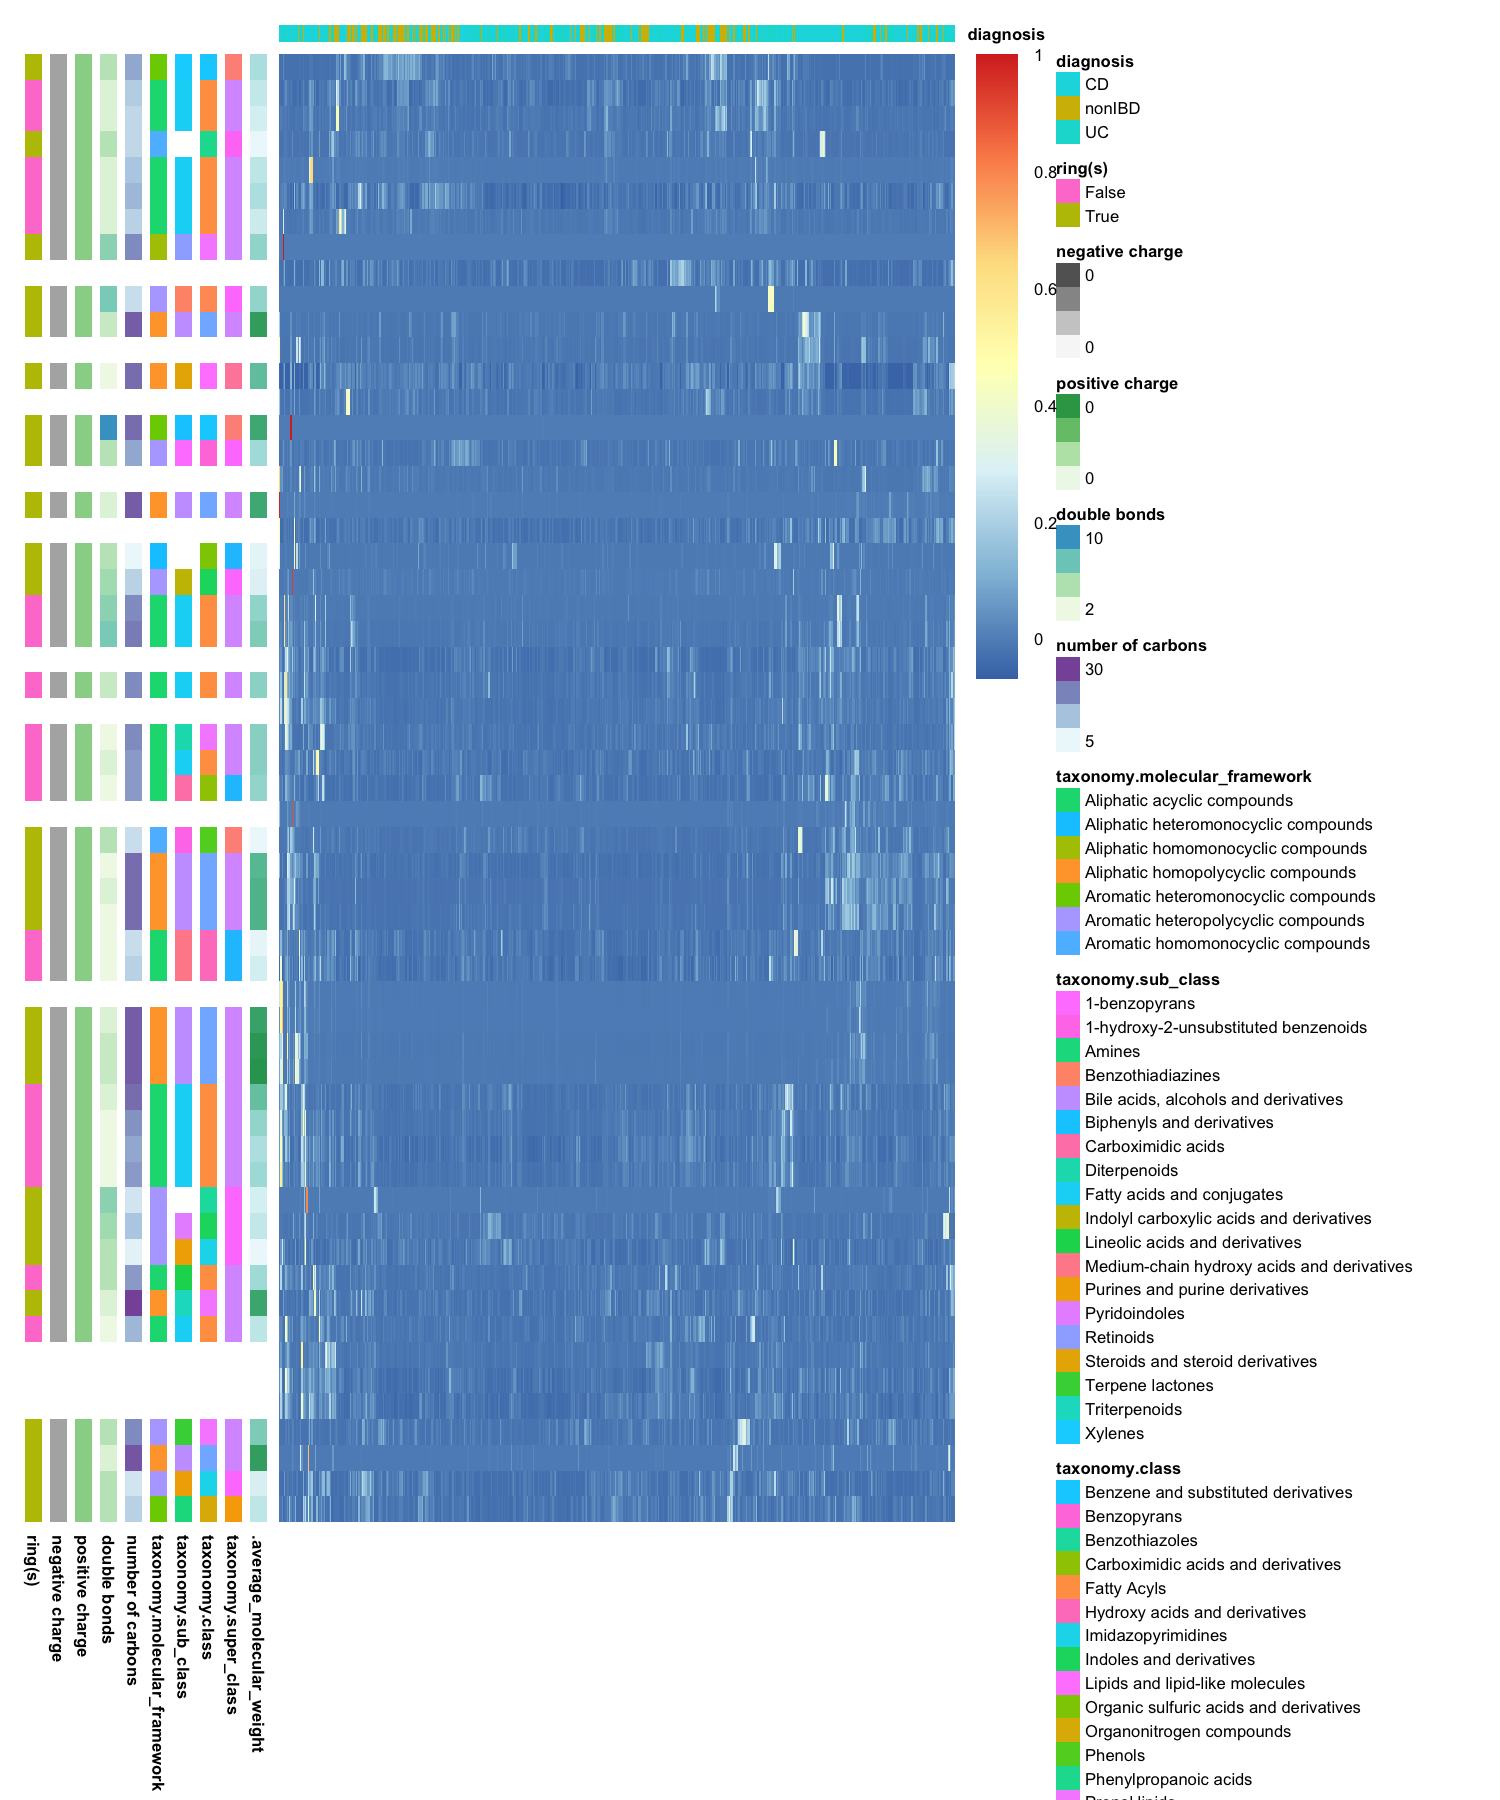 diagnosis
1
0.8
0.6
0.4
0.2
0
diagnosis
CD
nonIBD
UC
ring(s)
False
True
negative charge
0
0
positive charge
0
0
double bonds
10
2
number of carbons
30
5
taxonomy.molecular_framework
Aliphatic acyclic compounds
Aliphatic heteromonocyclic compounds
Aliphatic homomonocyclic compounds
Aliphatic homopolycyclic compounds
Aromatic heteromonocyclic compounds
Aromatic heteropolycyclic compounds
Aromatic homomonocyclic compounds
taxonomy.sub_class
1-benzopyrans
1-hydroxy-2-unsubstituted benzenoids
Amines
Benzothiadiazines
Bile acids, alcohols and derivatives
Biphenyls and derivatives
Carboximidic acids
Diterpenoids
Fatty acids and conjugates
Indolyl carboxylic acids and derivatives
Lineolic acids and derivatives
Medium-chain hydroxy acids and derivatives
Purines and purine derivatives
Pyridoindoles
Retinoids
Steroids and steroid derivatives
Terpene lactones
Triterpenoids
Xylenes
taxonomy.class
Benzene and substituted derivatives
Benzopyrans
Benzothiazoles
Carboximidic acids and derivatives
Fatty Acyls
Hydroxy acids and derivatives
Imidazopyrimidines
Indoles and derivatives
Lipids and lipid-like molecules
Organic sulfuric acids and derivatives
Organonitrogen compounds
Phenols
Phenylpropanoic acids
ring(s)
negative charge
positive charge
double bonds
number of carbons
taxonomy.molecular_framework
taxonomy.sub_class
taxonomy.class
taxonomy.super_class
.average_molecular_weight